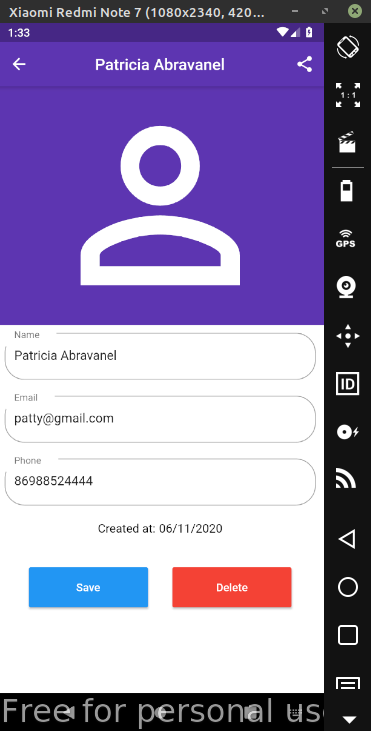 Xiaomi Redmi Note 7 (1080x2340, 420...
1:33
Patricia Abravanel
1 : 1
GPS
Name
Patricia Abravanel
Email
patty@gmail.com
ID
Phone
86988524444
Created at: 06/11/2020
Save Delete
Free for personal us